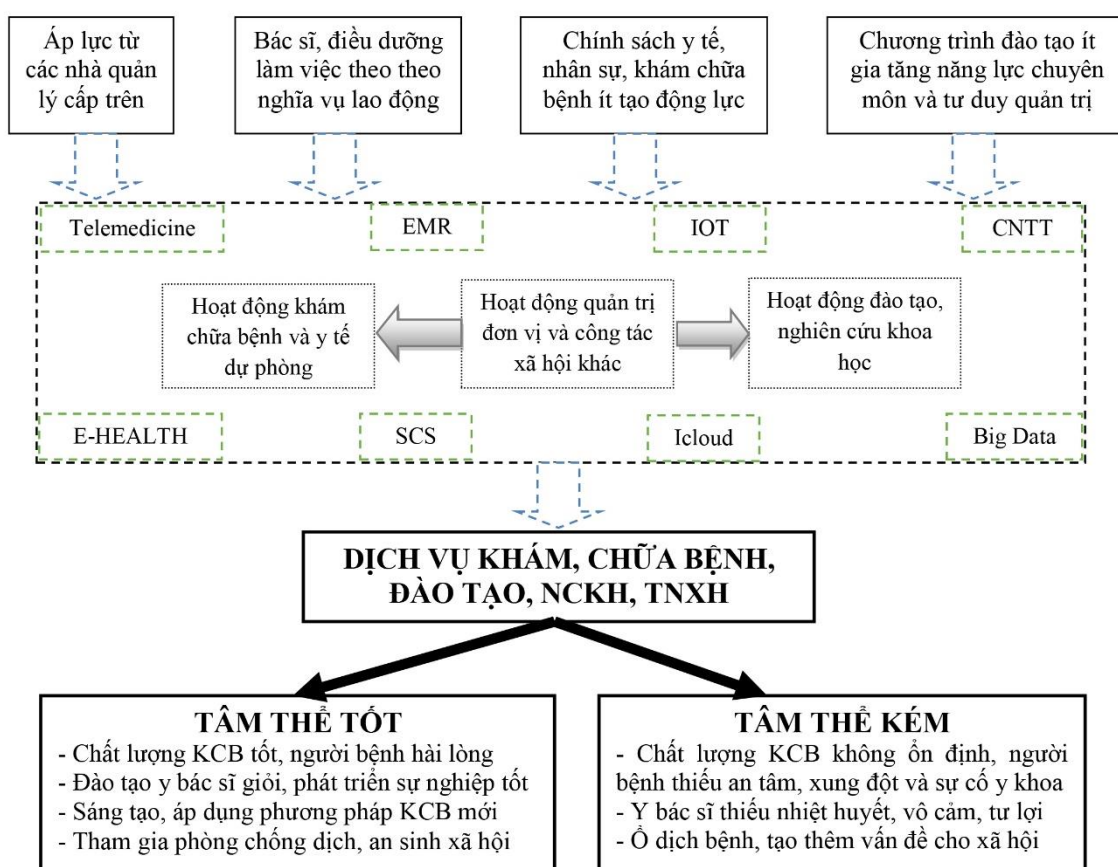 Áp lực từ
các nhà quản
lý cấp trên
Bác sĩ, điều dưỡng
làm việc theo theo
nghĩa vụ lao động
Chính sách y tế,
nhân sự, khám chữa
bệnh ít tạo động lực
Chương trình đào tạo ít
gia tăng năng lực chuyên
môn và tư duy quản trị
Telemedicine
EMR
IOT
CNTT
Hoạt động khám
chữa bệnh và y tế
dự phòng
Hoạt động quản trị
đơn vị và công tác
xã hội khác
Hoạt động đào tạo,
nghiên cứu khoa
học
E-HEALTH
SCS
Icloud
Big Data
DỊCH VỤ KHÁM, CHỮA BỆNH,
ĐÀO TẠO, NCKH, TNXH
TÂM THẾ TỐT
- Chất lượng KCB tốt, người bệnh hài lòng
- Đào tạo y bác sĩ giỏi, phát triển sự nghiệp tốt
- Sáng tạo, áp dụng phương pháp KCB mới
- Tham gia phòng chống dịch, an sinh xã hội
TÂM THẾ KÉM
- Chất lượng KCB không ổn định, người
bệnh thiếu an tâm, xung đột và sự cố y khoa
- Y bác sĩ thiếu nhiệt huyết, vô cảm, tư lợi
- Ổ dịch bệnh, tạo thêm vấn đề cho xã hội